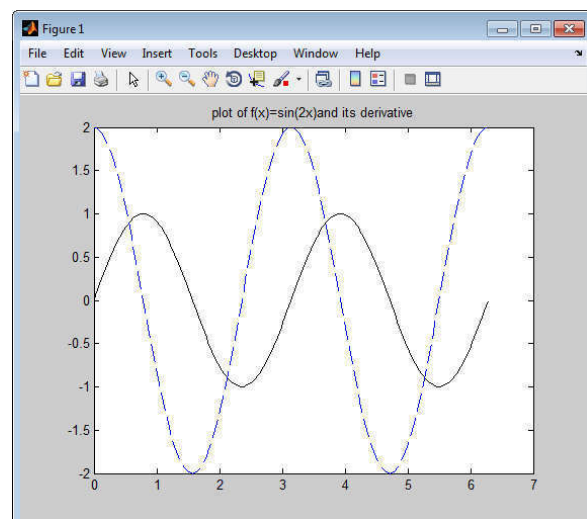 Figure 1
File Edit View Insert Tools Desktop Window Help
plot of f(x)=sin(2x)and its derivative
2
1.5
1
0.5
0
-0.5
-1
-1.5
-2
0 1 2 3 4 5 6 7